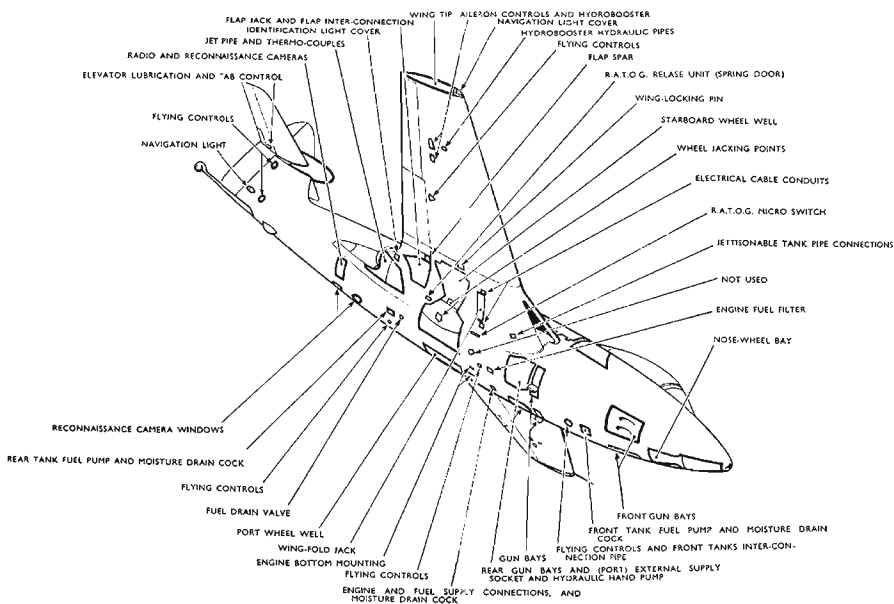 WING TIP AILERON CONTROLS AND HYDROBOOSTER
FLAP JACK AND FLAP INTER-CONNECTION
NAVIGATION LIGHT COVER
IDENTIFICATION LIGHT COVER
HYDROBOOSTER HYDRAULIC PIPES
JET PIPE AND THERMO-COUPLES
FLYING CONTROLS
RADIO AND RECONNAISSANCE CAMERAS
FLAP SPAR
ELEVATOR LUBRICATION AND TAB CONTROL
R.A.T.O.G. RELASE UNIT (SPRING DOOR)
WING-LOCKING PIN
FLYING CONTROLS
STARBOARD WHEEL WELL
NAVIGATION LIGHT
WHEEL JACKING POINTS
ELECTRICAL CABLE CONDUITS
R.A.T.O.G. MICRO SWITCH
JETTISONABLE TANK PIPE CONNECTIONS
NOT USED
ENGINE FUEL FILTER
NOSE-WHEEL BAY
RECONNAISSANCE CAMERA WINDOWS
REAR TANK FUEL PUMP AND MOISTURE DRAIN COCK
FLYING CONTROLS
FUEL DRAIN VALVE
PORT WHEEL WELL
WING-FOLD JACK
ENGINE BOTTOM MOUNTING
FLYING CONTROLS
ENGINE AND FUEL SUPPLY CONNECTIONS, AND
MOISTURE DRAIN COCK
FRONT GUN BAYS
FRONT TANK FUEL PUMP AND MOISTURE DRAIN
COCK
FLYING CONTROLS AND FRONT TANKS INTER-CON-
NECTION PIPE
GUN BAYS
REAR GUN BAYS AND (PORT) EXTERNAL SUPPLY
SOCKET AND HYDRAULIC HAND PUMP